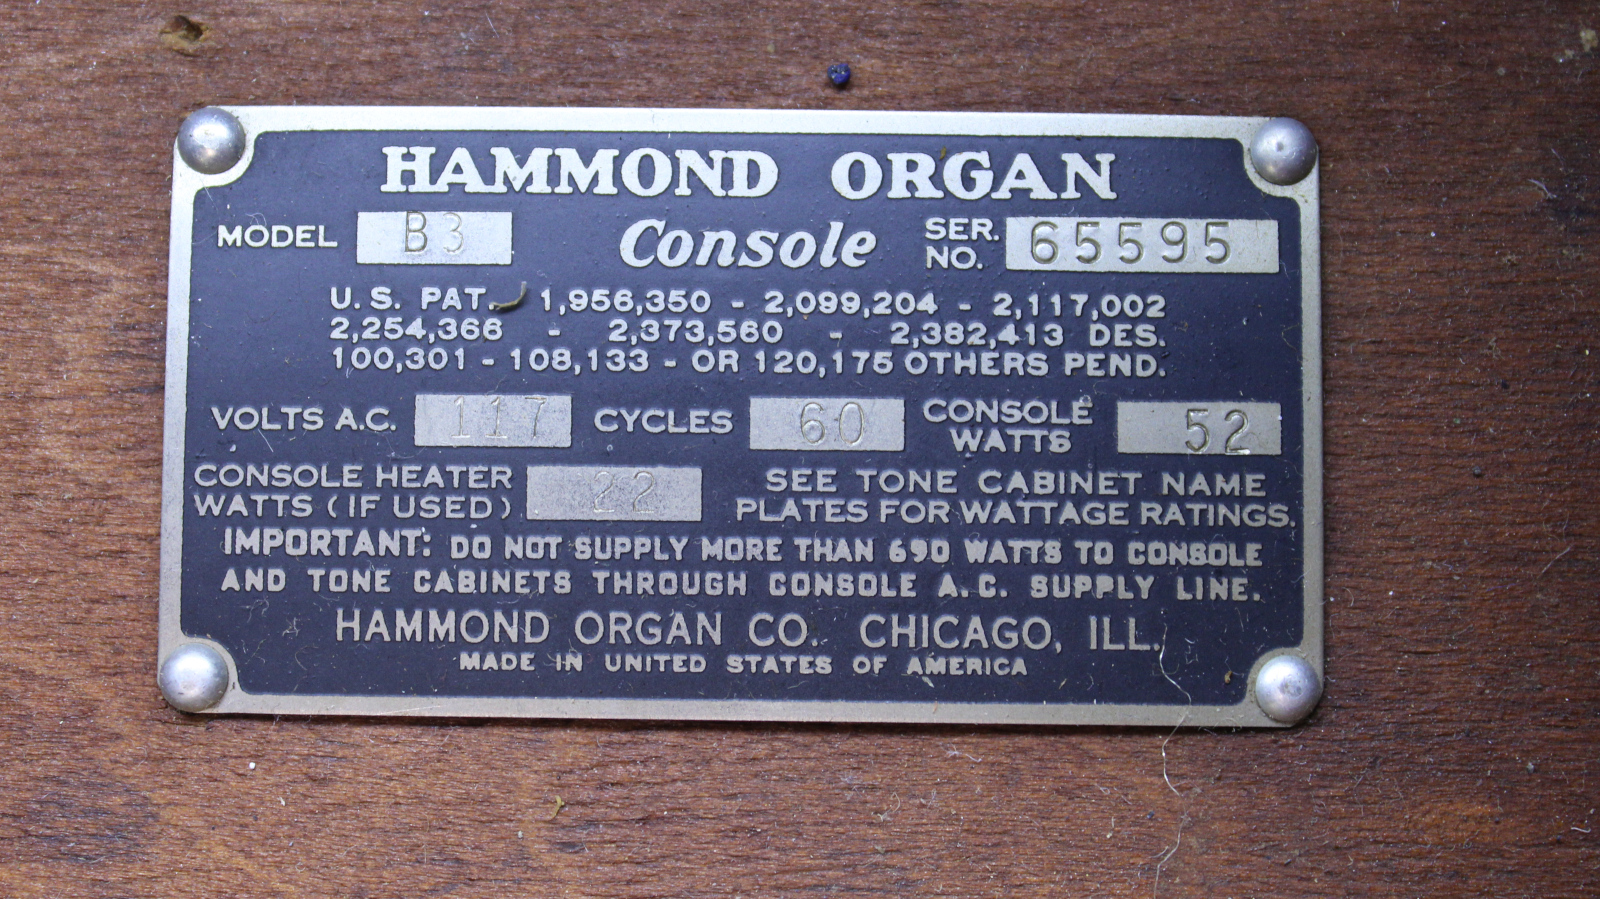 HAMMOND ORGAN
MODEL B3 Console SER. NO. 65595
U.S. PAT. 1,956,350 - 2,099,204 - 2,117,002
2,254,366 - 2,373,560 - 2,382,413 DES.
100,301 - 108,133 - OR 120,175 OTHERS PEND.
VOLTS A.C. 117 CYCLES 60 CONSOLE WATTS 52
CONSOLE HEATER WATTS (IF USED) 22
SEE TONE CABINET NAME
PLATES FOR WATTAGE RATINGS.
IMPORTANT: DO NOT SUPPLY MORE THAN 690 WATTS TO CONSOLE
AND TONE CABINETS THROUGH CONSOLE A.C. SUPPLY LINE.
HAMMOND ORGAN CO. CHICAGO, ILL.
MADE IN UNITED STATES OF AMERICA